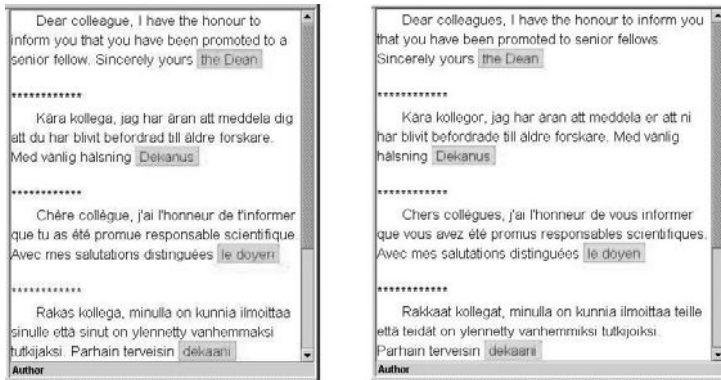 Dear colleague, I have the honour to
inform you that you have been promoted to a
senior fellow. Sincerely yours the Dean
************
Kära kollega, jag har äran att meddela dig
att du har blivit befordrad till äldre forskare.
Med vänlig hälsning Dekanus
************
Chère collègue, j'ai l'honneur de t'informer
que tu as été promue responsable scientifique
Avec mes salutations distinguées le doyen
************
Rakas kollega, minulla on kunnia ilmoittaa
sinulle että sinut on ylennetty vanhemmaksi
tutkijaksi. Parhain terveisin dekaani
Author
Dear colleagues, I have the honour to inform you
that you have been promoted to senior fellows.
Sincerely yours the Dean
************
Kära kollegor, jag har äran att meddela er att ni
har blivit befordrade till äldre forskare. Med vänlig
hälsning Dekanus
************
Chers collègues, j'ai l'honneur de vous informer
que vous avez été promus responsables scientifiques.
Avec mes salutations distinguées le doyen
************
Rakkaat kollegat, minulla on kunnia ilmoittaa teille
että teidät on ylennetty vanhemmiksi tutkijoiksi.
Parhain terveisin dekaani
Author